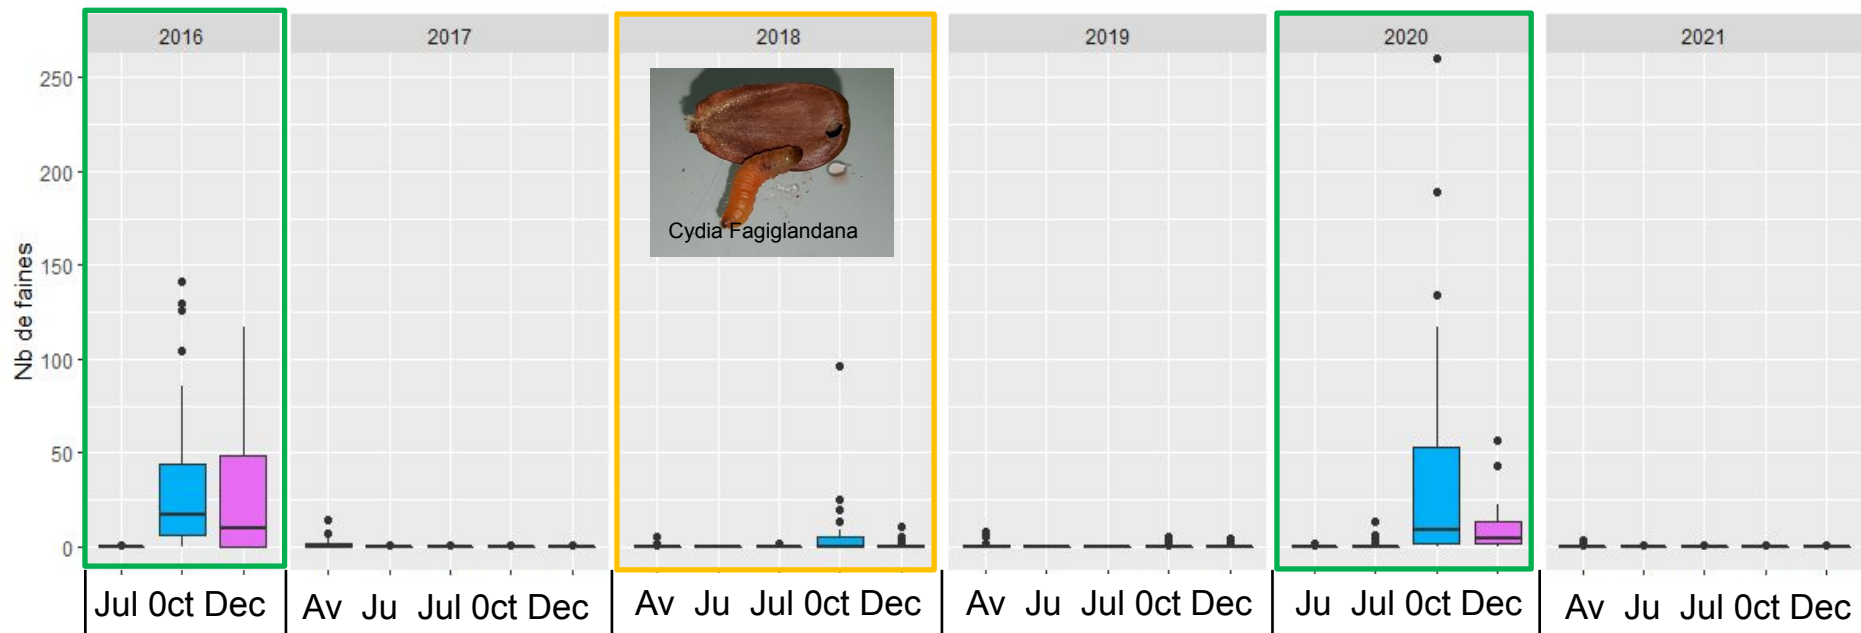 2016 2017 2018 2019 2020 2021
250
200
150
100
50
0
Nb de faines
Cydia Fagiglandana
Jul 0ct Dec Av Ju Jul 0ct Dec Av Ju Jul 0ct Dec Av Ju Jul 0ct Dec Ju Jul 0ct Dec Av Ju Jul 0ct Dec